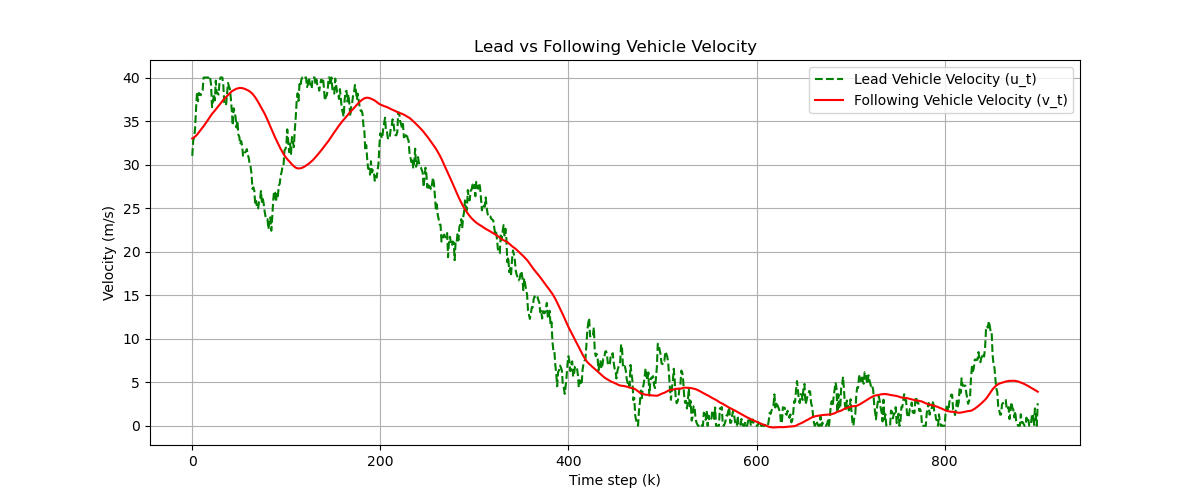 Lead vs Following Vehicle Velocity
Lead Vehicle Velocity (u_t)
Following Vehicle Velocity (v_t)
Velocity (m/s)
40
35
30
25
20
15
10
5
0
0 200 400 600 800
Time step (k)